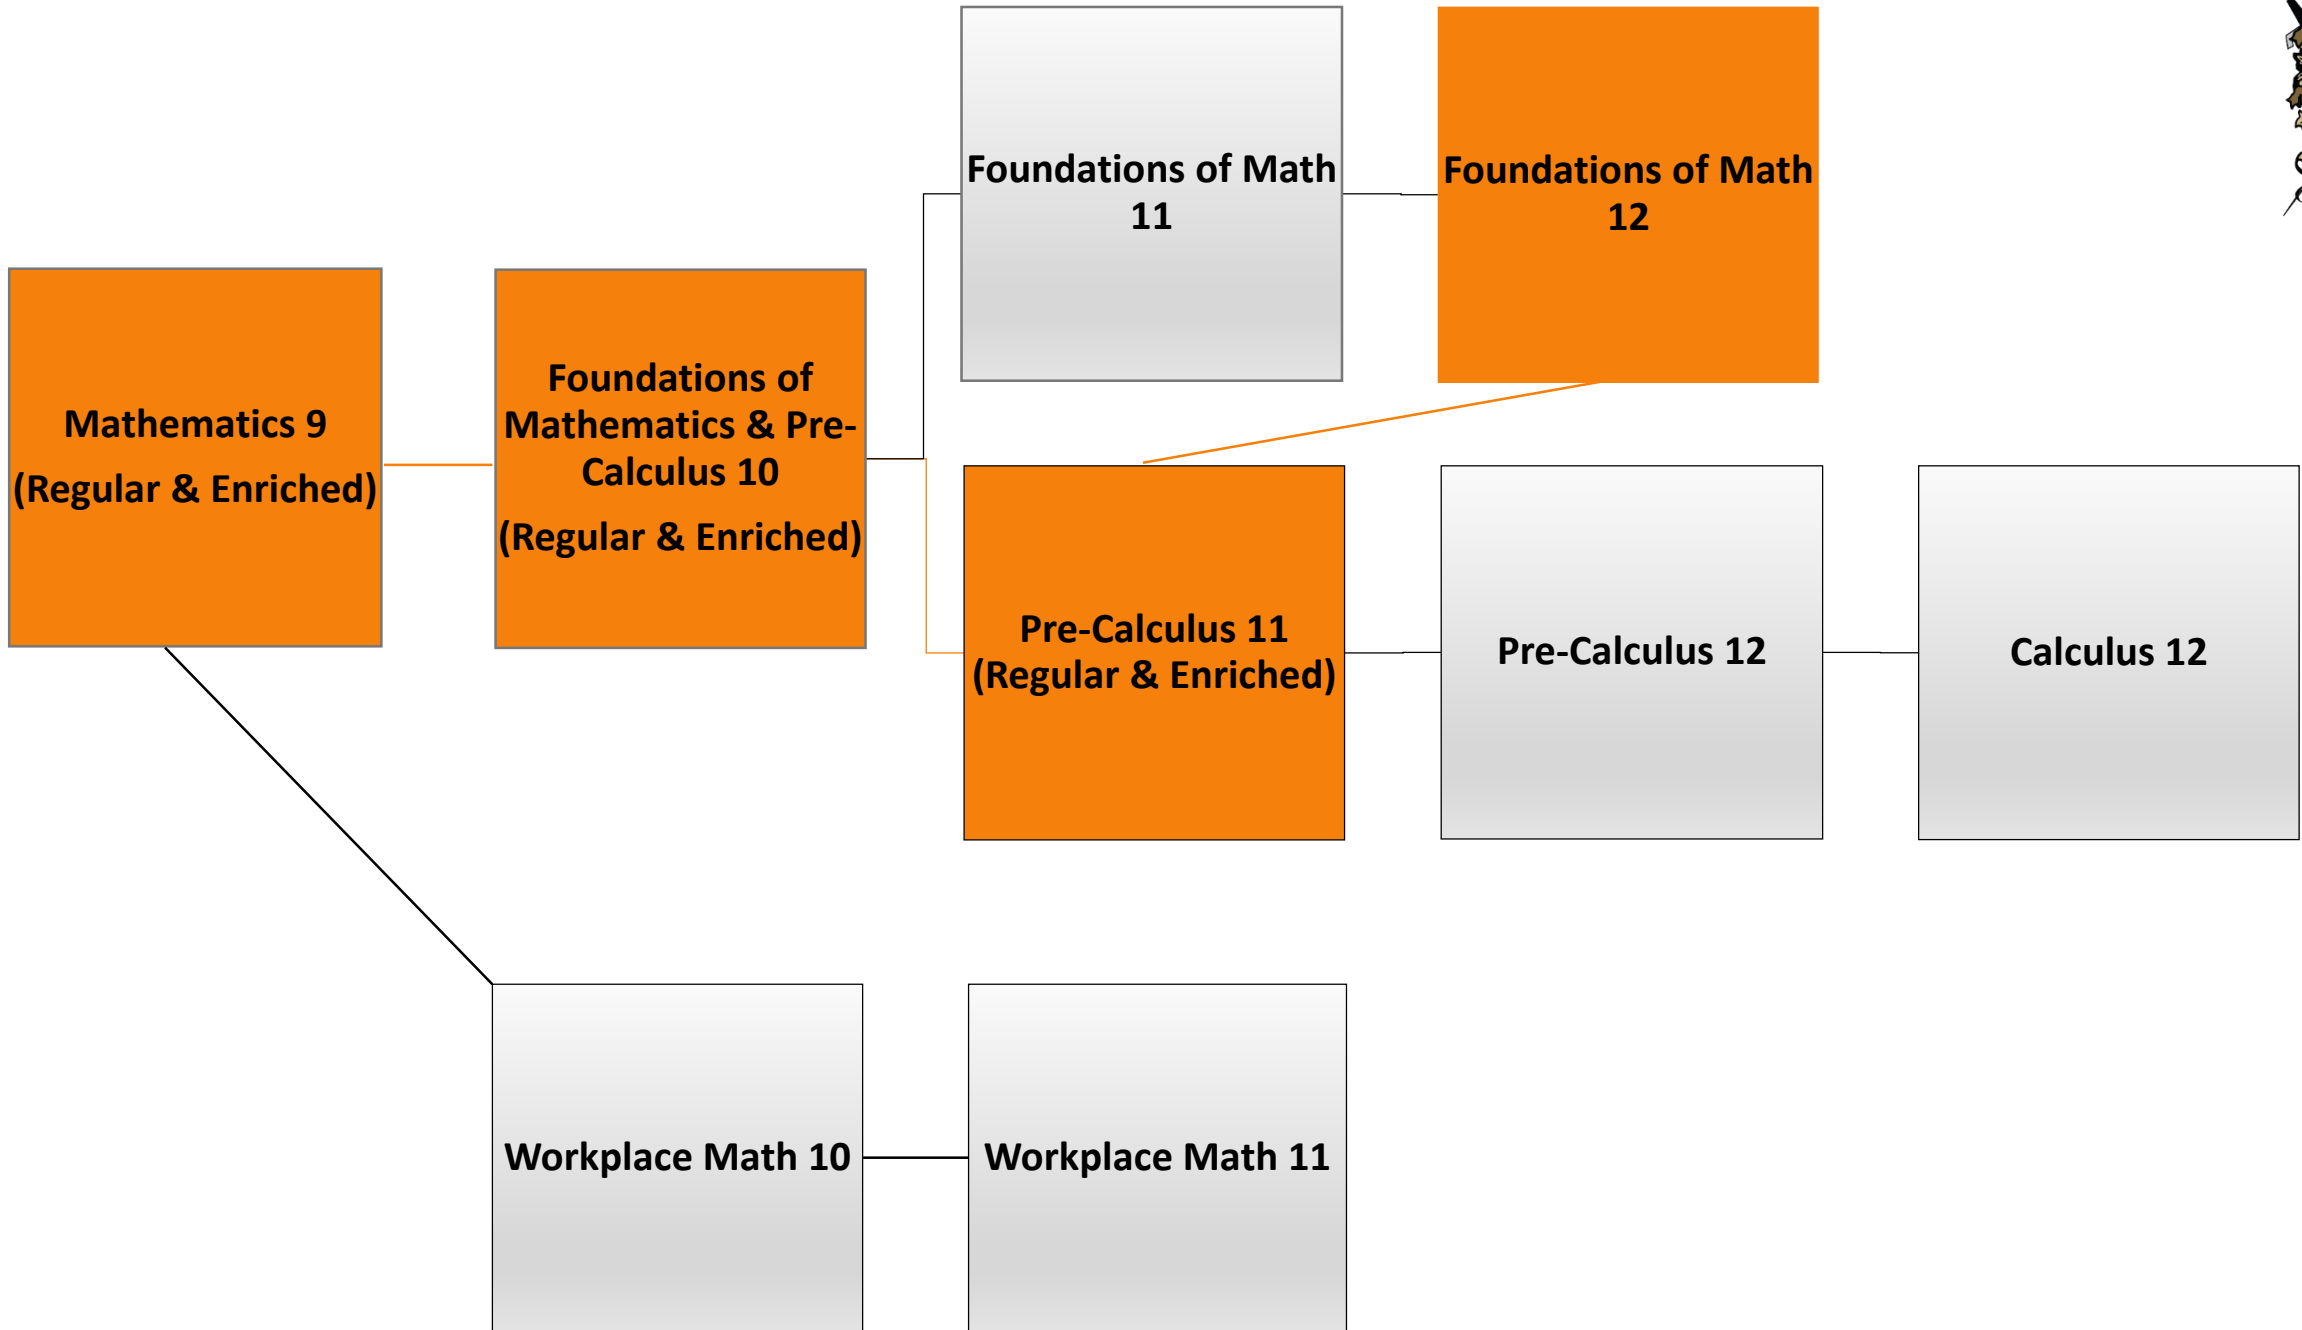 Foundations of Math
11
Foundations of Math
12
Mathematics 9
(Regular & Enriched)
Foundations of
Mathematics & Pre-
Calculus 10
(Regular & Enriched)
Pre-Calculus 11
(Regular & Enriched)
Pre-Calculus 12
Calculus 12
Workplace Math 10
Workplace Math 11